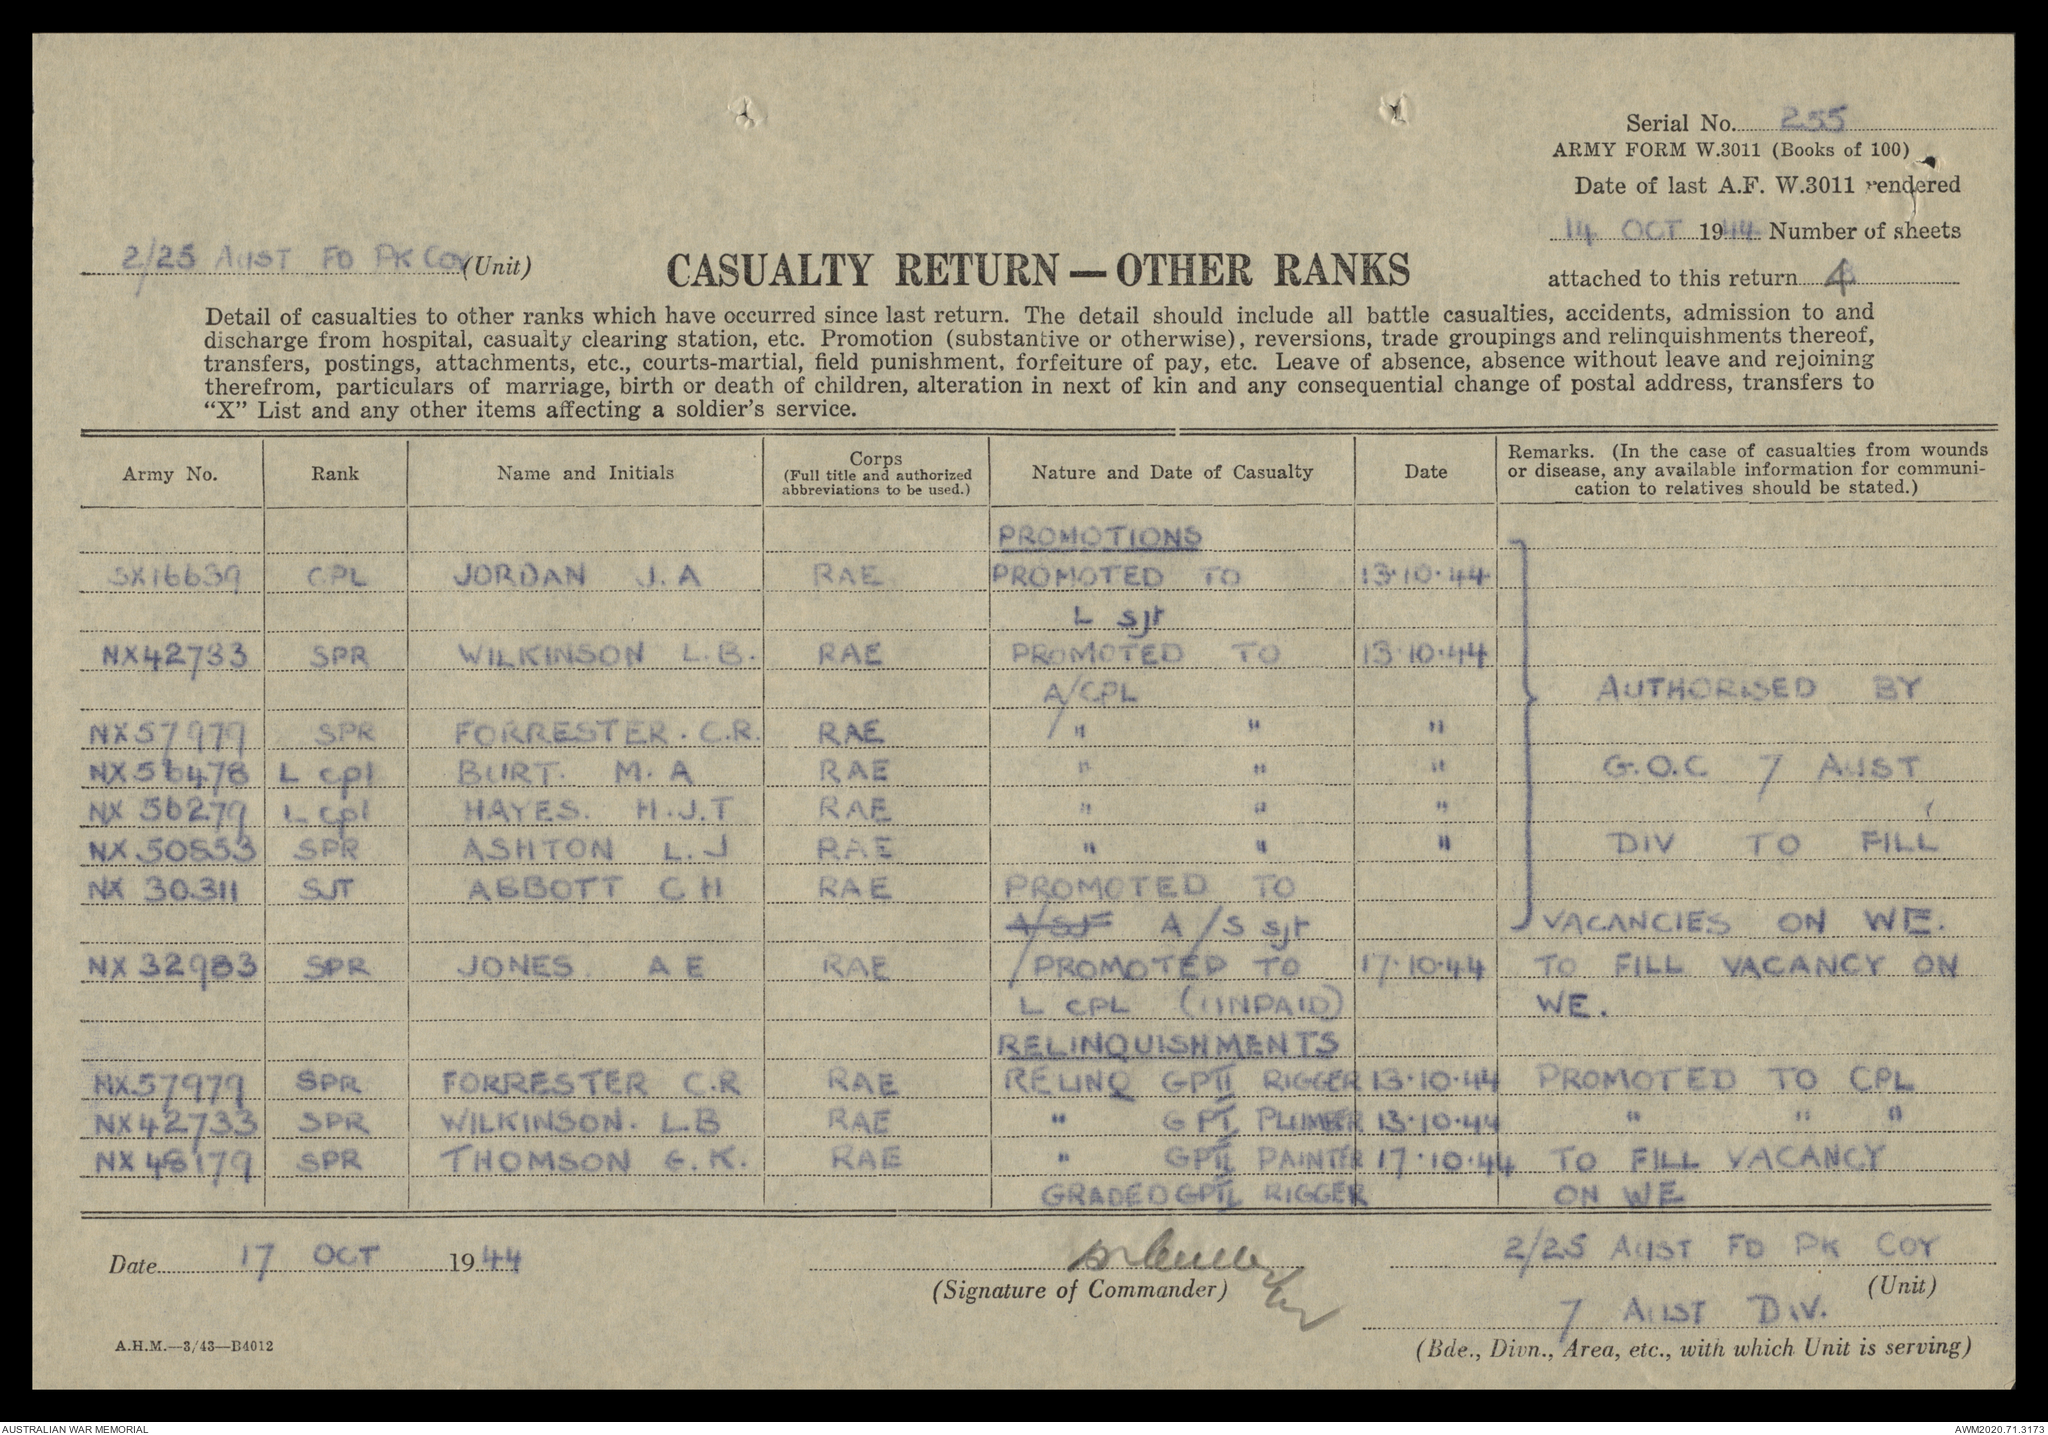 Serial No. 255
ARMY FORM W.3011 (Books of 100)
Date of last A.F. W.3011 rendered
14 OCT 1944 Number of sheets
attached to this return 4
2/25 AUST FD PK COY (Unit)
CASUALTY RETURN — OTHER RANKS
Detail of casualties to other ranks which have occurred since last return. The detail should include all battle casualties, accidents, admission to and
discharge from hospital, casualty clearing station, etc. Promotion (substantive or otherwise), reversions, trade groupings and relinquishments thereof,
transfers, postings, attachments, etc., courts-martial, field punishment, forfeiture of pay, etc. Leave of absence, absence without leave and rejoining
therefrom, particulars of marriage, birth or death of children, alteration in next of kin and any consequential change of postal address, transfers to
“X” List and any other items affecting a soldier’s service.
Army No. Rank Name and Initials Corps (Full title and authorized abbreviations to be used.) Nature and Date of Casualty Date Remarks. (In the case of casualties from wounds or disease, any available information for communi- cation to relatives should be stated.)
PROMOTIONS
SX16639 CPL JORDAN J.A RAE PROMOTED TO 13.10.44
L sjt
NX42733 SPR WILKINSON L.B. RAE PROMOTED TO 13.10.44
A/CPL AUTHORISED BY
NX57979 SPR FORRESTER. C.R. RAE " " "
NX56478 L cpl BURT. M.A RAE " " " G.O.C 7 AUST
NX 56279 L cpl HAYES. H.J.T RAE " " "
NX 50853 SPR ASHTON L.J RAE " " " DIV TO FILL
NX 30311 SJT ABBOTT C H RAE PROMOTED TO
A/SJT A/S sjt VACANCIES ON WE.
NX 32983 SPR JONES. A E RAE PROMOTED TO 17.10.44 TO FILL VACANCY ON
L CPL (UNPAID) WE.
RELINQUISHMENTS
NX57979 SPR FORRESTER C.R RAE RELINQ GPII RIGGER 13.10.44 PROMOTED TO CPL
NX42733 SPR WILKINSON. L.B RAE " GPI PLUMBER 13.10.44 " " "
NX48179 SPR THOMSON G.K. RAE " GPII PAINTER 17.10.44 TO FILL VACANCY
GRADED GPII RIGGER ON WE
Date 17 OCT 1944
(Signature of Commander)
2/25 AUST FD PK COY
(Unit)
7 AUST DIV.
(Bde., Divn., Area, etc., with which Unit is serving)
A.H.M.—3/43—B4012
AUSTRALIAN WAR MEMORIAL
AWM2020.71.3173